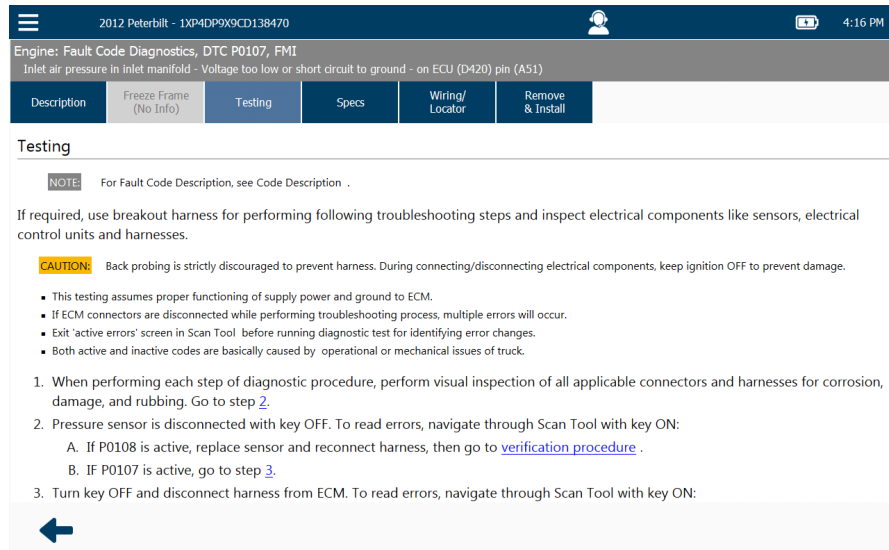 2012 Peterbilt - 1XP4DP9X9CD138470
4:16 PM
Engine: Fault Code Diagnostics, DTC P0107, FMI
Inlet air pressure in inlet manifold - Voltage too low or short circuit to ground - on ECU (D420) pin (A51)
Description
Freeze Frame
(No Info)
Testing
Specs
Wiring/
Locator
Remove
& Install
Testing
NOTE: For Fault Code Description, see Code Description .
If required, use breakout harness for performing following troubleshooting steps and inspect electrical components like sensors, electrical
control units and harnesses.
CAUTION: Back probing is strictly discouraged to prevent harness. During connecting/disconnecting electrical components, keep ignition OFF to prevent damage.
▪ This testing assumes proper functioning of supply power and ground to ECM.
▪ If ECM connectors are disconnected while performing troubleshooting process, multiple errors will occur.
▪ Exit 'active errors' screen in Scan Tool before running diagnostic test for identifying error changes.
▪ Both active and inactive codes are basically caused by operational or mechanical issues of truck.
1. When performing each step of diagnostic procedure, perform visual inspection of all applicable connectors and harnesses for corrosion,
damage, and rubbing. Go to step 2.
2. Pressure sensor is disconnected with key OFF. To read errors, navigate through Scan Tool with key ON:
A. If P0108 is active, replace sensor and reconnect harness, then go to verification procedure .
B. IF P0107 is active, go to step 3.
3. Turn key OFF and disconnect harness from ECM. To read errors, navigate through Scan Tool with key ON: